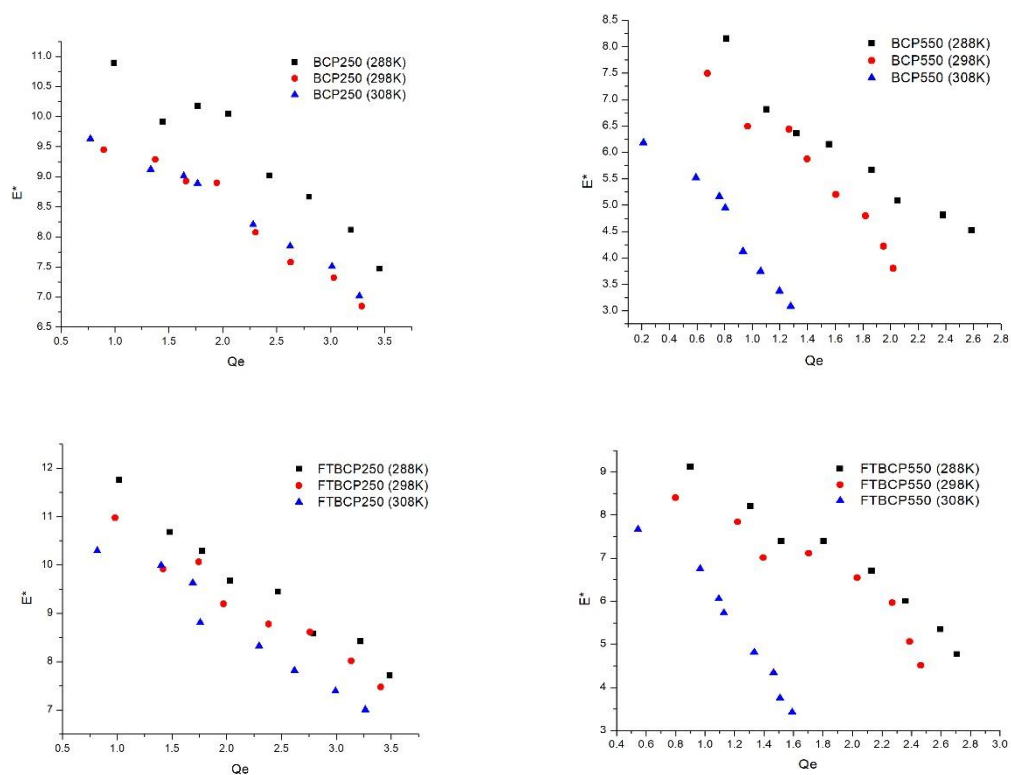 BCP250 (288K)
BCP250 (298K)
BCP250 (308K)
11.0
10.5
10.0
9.5
9.0
8.5
8.0
7.5
7.0
6.5
E*
0.5 1.0 1.5 2.0 2.5 3.0 3.5
Qe
BCP550 (288K)
BCP550 (298K)
BCP550 (308K)
8.5
8.0
7.5
7.0
6.5
6.0
5.5
5.0
4.5
4.0
3.5
3.0
E*
0.2 0.4 0.6 0.8 1.0 1.2 1.4 1.6 1.8 2.0 2.2 2.4 2.6 2.8
Qe
FTBCP250 (288K)
FTBCP250 (298K)
FTBCP250 (308K)
12
11
10
9
8
7
E*
0.5 1.0 1.5 2.0 2.5 3.0 3.5
Qe
FTBCP550 (288K)
FTBCP550 (298K)
FTBCP550 (308K)
9
8
7
6
5
4
3
E*
0.4 0.6 0.8 1.0 1.2 1.4 1.6 1.8 2.0 2.2 2.4 2.6 2.8 3.0
Qe